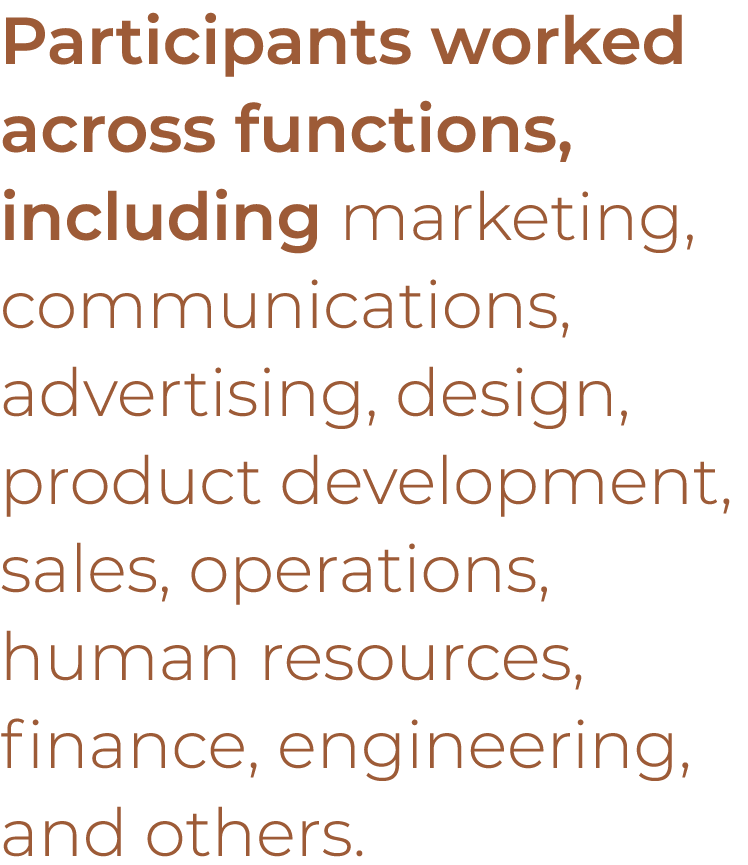 Participants worked
across functions,
including marketing,
communications,
advertising, design,
product development,
sales, operations,
human resources,
finance, engineering,
and others.